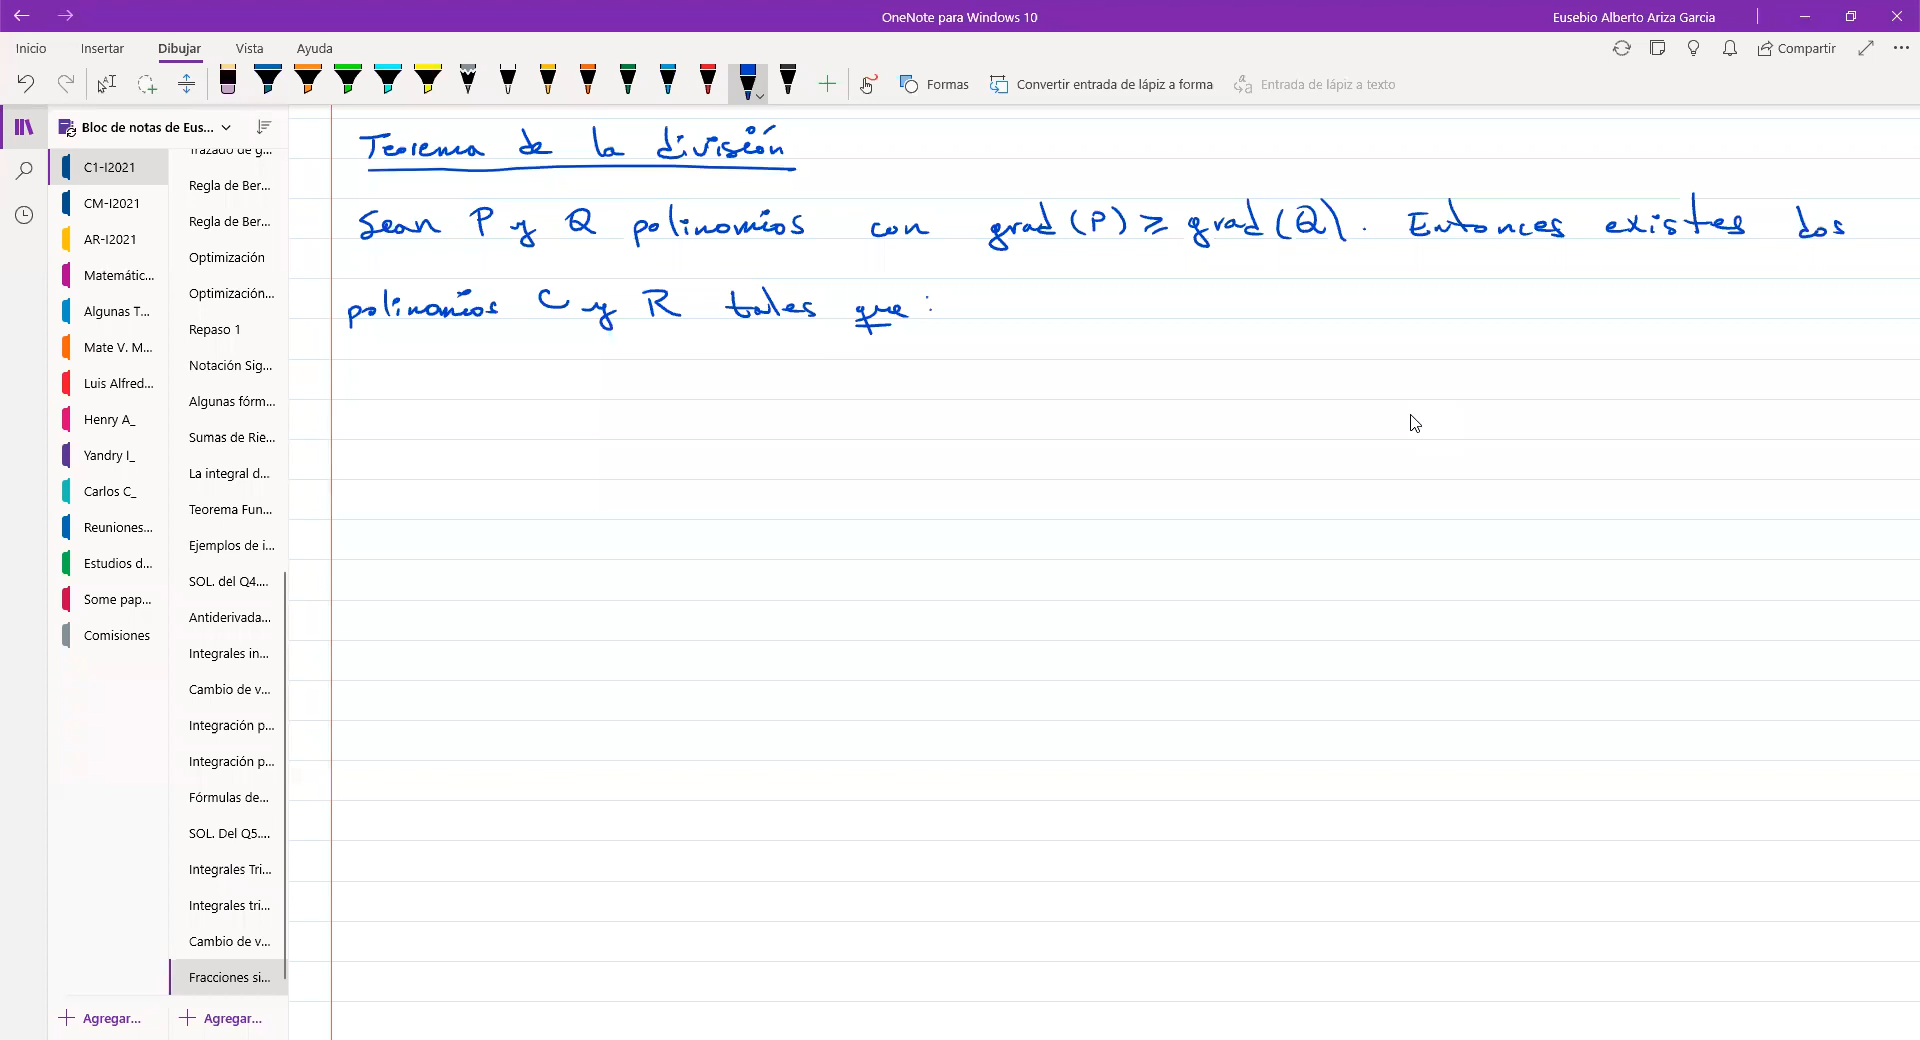 OneNote para Windows 10
Eusebio Alberto Ariza Garcia
Inicio Insertar Dibujar Vista Ayuda
Compartir
Formas Convertir entrada de lápiz a forma Entrada de lápiz a texto
Bloc de notas de Eus...
C1-I2021
CM-I2021
AR-I2021
Matemátic...
Algunas T...
Mate V. M...
Luis Alfred...
Henry A_
Yandry I_
Carlos C_
Reuniones...
Estudios d...
Some pap...
Comisiones
Agregar...
Trazado de g...
Regla de Ber...
Regla de Ber...
Optimización
Optimización...
Repaso 1
Notación Sig...
Algunas fórm...
Sumas de Rie...
La integral d...
Teorema Fun...
Ejemplos de i...
SOL. del Q4....
Antiderivada...
Integrales in...
Cambio de v...
Integración p...
Integración p...
Fórmulas de...
SOL. Del Q5....
Integrales Tri...
Integrales tri...
Cambio de v...
Fracciones si...
Agregar...
Teorema de la división
Sean P y Q polinomios con grad(P) ≥ grad(Q). Entonces existes dos
polinomios C y R tales que: